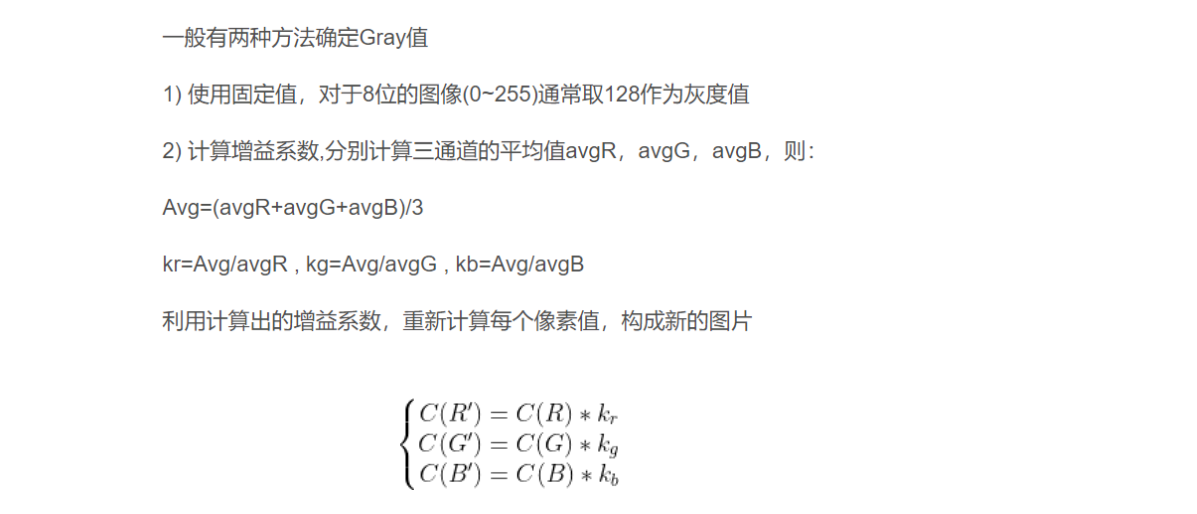 一般有两种方法确定Gray值
1) 使用固定值，对于8位的图像(0~255)通常取128作为灰度值
2) 计算增益系数,分别计算三通道的平均值avgR，avgG，avgB，则：
Avg=(avgR+avgG+avgB)/3
kr=Avg/avgR , kg=Avg/avgG , kb=Avg/avgB
利用计算出的增益系数，重新计算每个像素值，构成新的图片
C(R′) = C(R) ∗ kᵣ
C(G′) = C(G) ∗ k_g
C(B′) = C(B) ∗ k_b